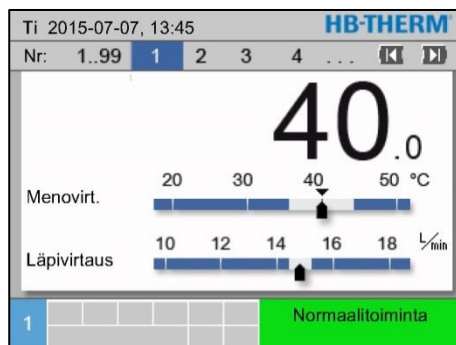 Ti 2015-07-07, 13:45 HB-THERM
Nr: 1..99 1 2 3 4 ...
40.0
20 30 40 50 °C
Menovirt.
10 12 14 16 18 L/min
Läpivirtaus
1 Normaalitoiminta